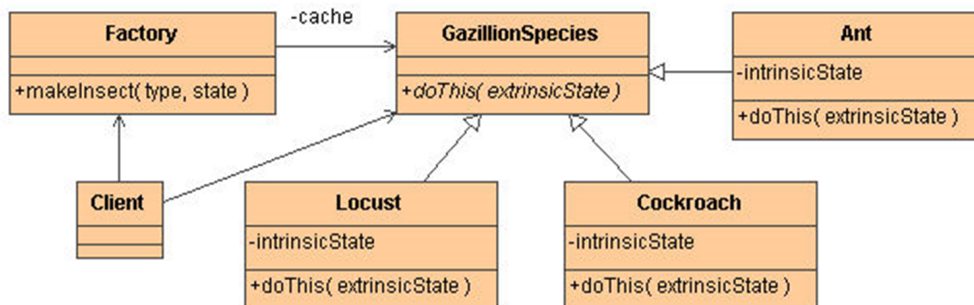 Factory
+makeInsect( type, state )
-cache
GazillionSpecies
+doThis( extrinsicState )
Ant
-intrinsicState
+doThis( extrinsicState )
Client
Locust
-intrinsicState
+doThis( extrinsicState )
Cockroach
-intrinsicState
+doThis( extrinsicState )